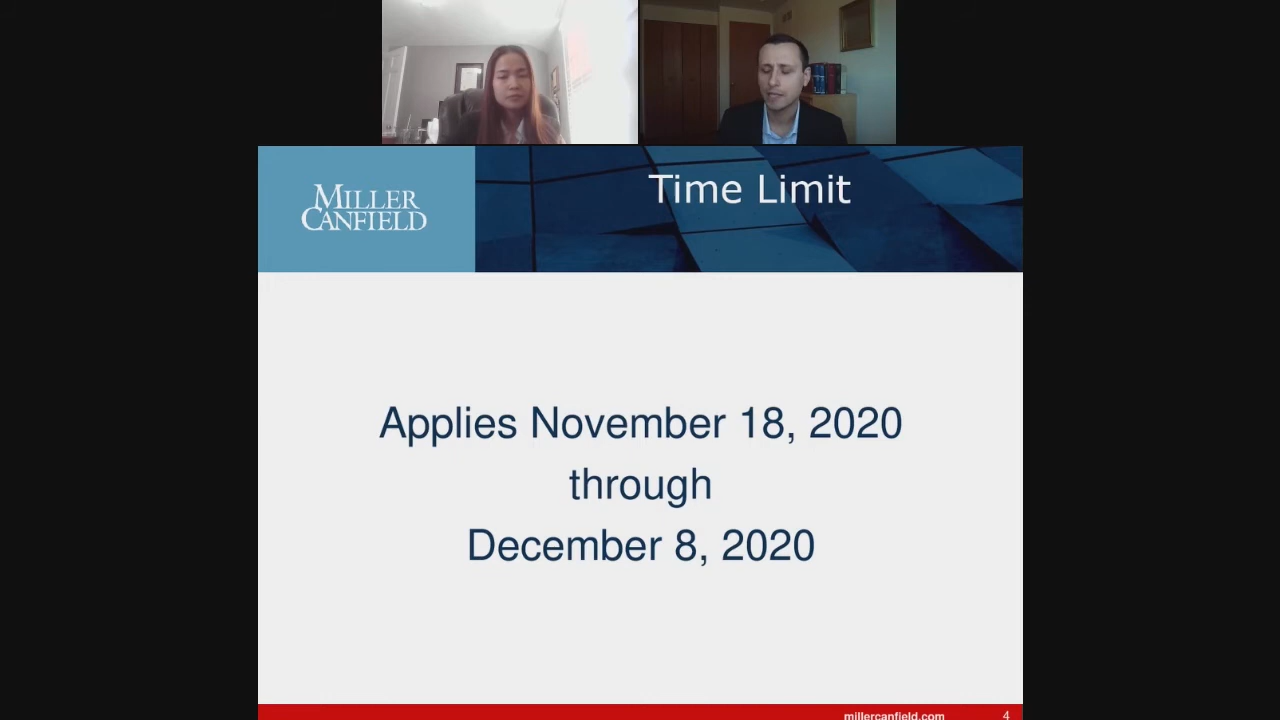 MILLER
CANFIELD
Time Limit
Applies November 18, 2020
through
December 8, 2020
millercanfield.com
4